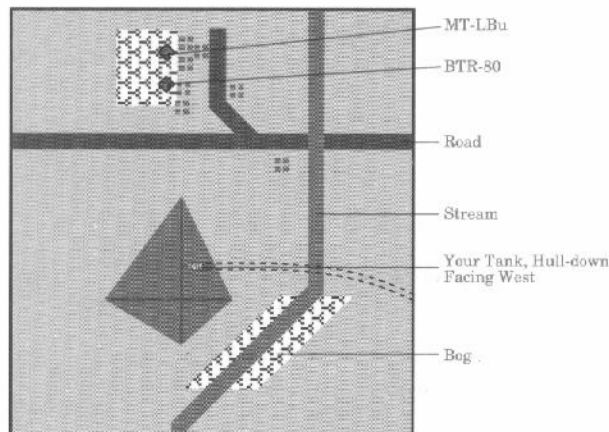 MT-LBu
BTR-80
Road
Stream
Your Tank, Hull-down
Facing West
Bog